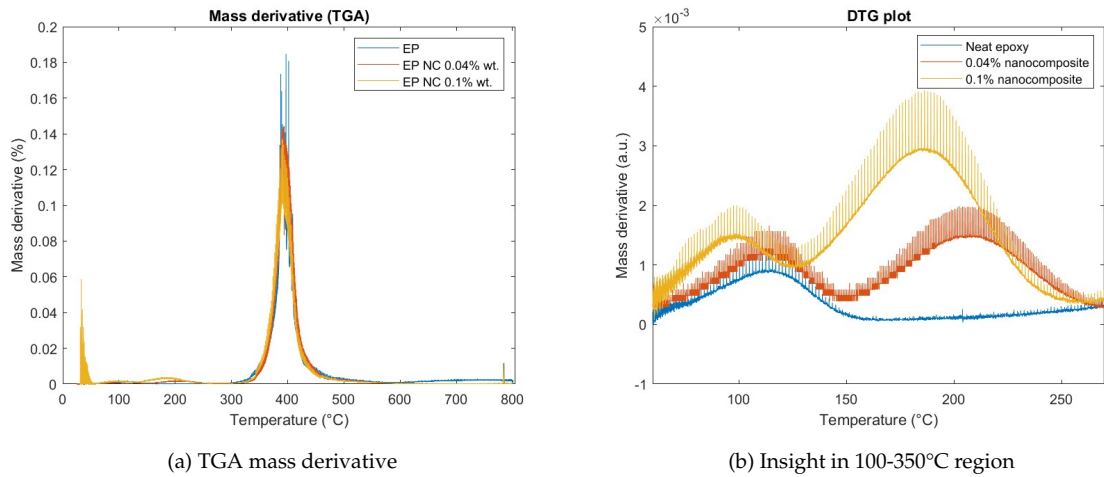 Mass derivative (TGA)
0.2
0.18
0.16
0.14
0.12
0.1
0.08
0.06
0.04
0.02
0
Mass derivative (%)
EP
EP NC 0.04% wt.
EP NC 0.1% wt.
0 100 200 300 400 500 600 700 800
Temperature (°C)
(a) TGA mass derivative
DTG plot
×10⁻³
5
4
3
2
1
0
-1
Mass derivative (a.u.)
Neat epoxy
0.04% nanocomposite
0.1% nanocomposite
100 150 200 250
Temperature (°C)
(b) Insight in 100-350°C region